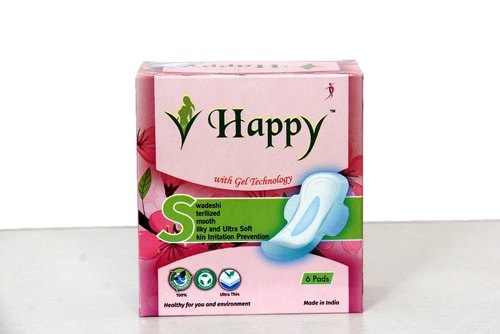 Happy™
with Gel Technology
Swadeshi
Sterilized
Smooth
Silky and Ultra Soft
Skin Irritation Prevention
100%
Ultra Thin
6 Pads
Healthy for you and environment
Made in India